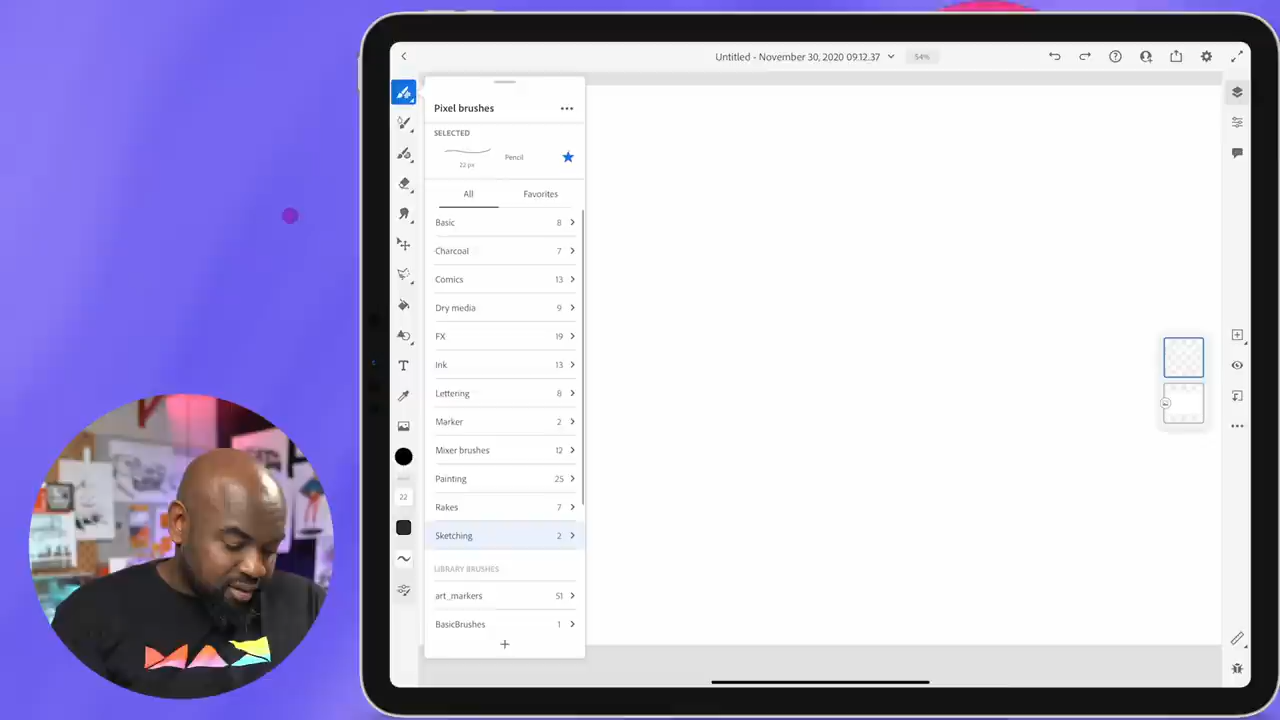 Untitled - November 30, 2020 09.12.37
54%
Pixel brushes
SELECTED
22 px
Pencil
All
Favorites
Basic 8
Charcoal 7
Comics 13
Dry media 9
FX 19
Ink 13
Lettering 8
Marker 2
Mixer brushes 12
Painting 25
Rakes 7
Sketching 2
LIBRARY BRUSHES
art_markers 51
BasicBrushes 1
T
22
MAX